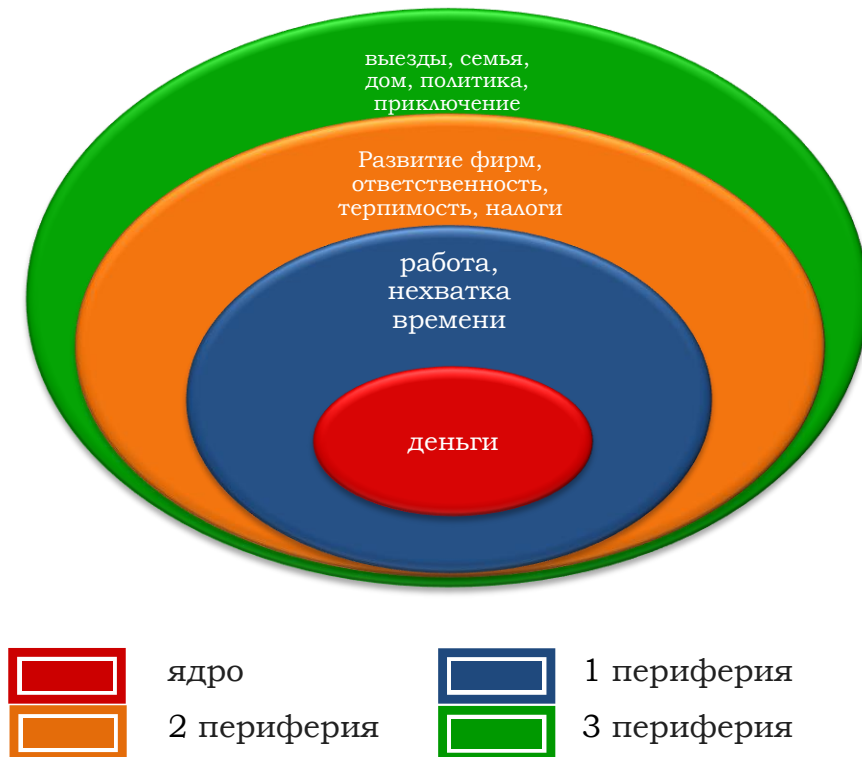 выезды, семья,
дом, политика,
приключение
Развитие фирм,
ответственность,
терпимость, налоги
работа,
нехватка
времени
деньги
ядро
1 периферия
2 периферия
3 периферия